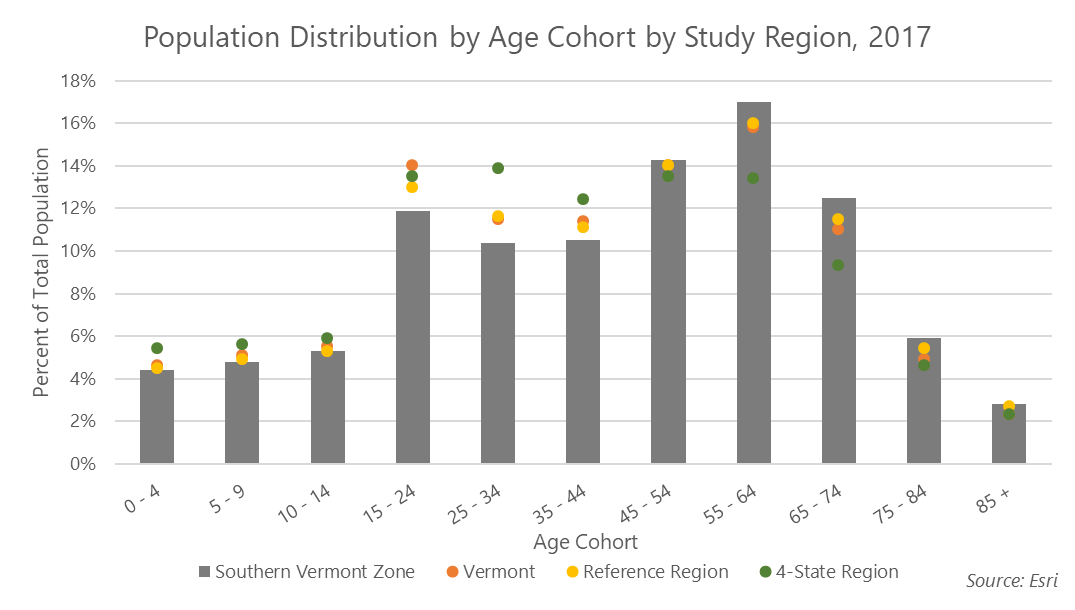 Population Distribution by Age Cohort by Study Region, 2017
18%
16%
14%
12%
10%
8%
6%
4%
2%
0%
Percent of Total Population
0 - 4
5 - 9
10 - 14
15 - 24
25 - 34
35 - 44
45 - 54
55 - 64
65 - 74
75 - 84
85 +
Age Cohort
Southern Vermont Zone Vermont Reference Region 4-State Region
Source: Esri